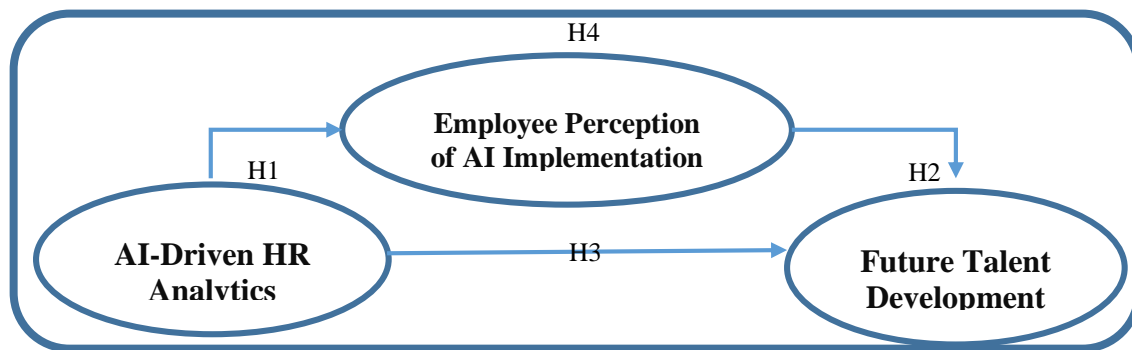 H4
Employee Perception
of AI Implementation
H1
H2
AI-Driven HR
Analytics
H3
Future Talent
Development